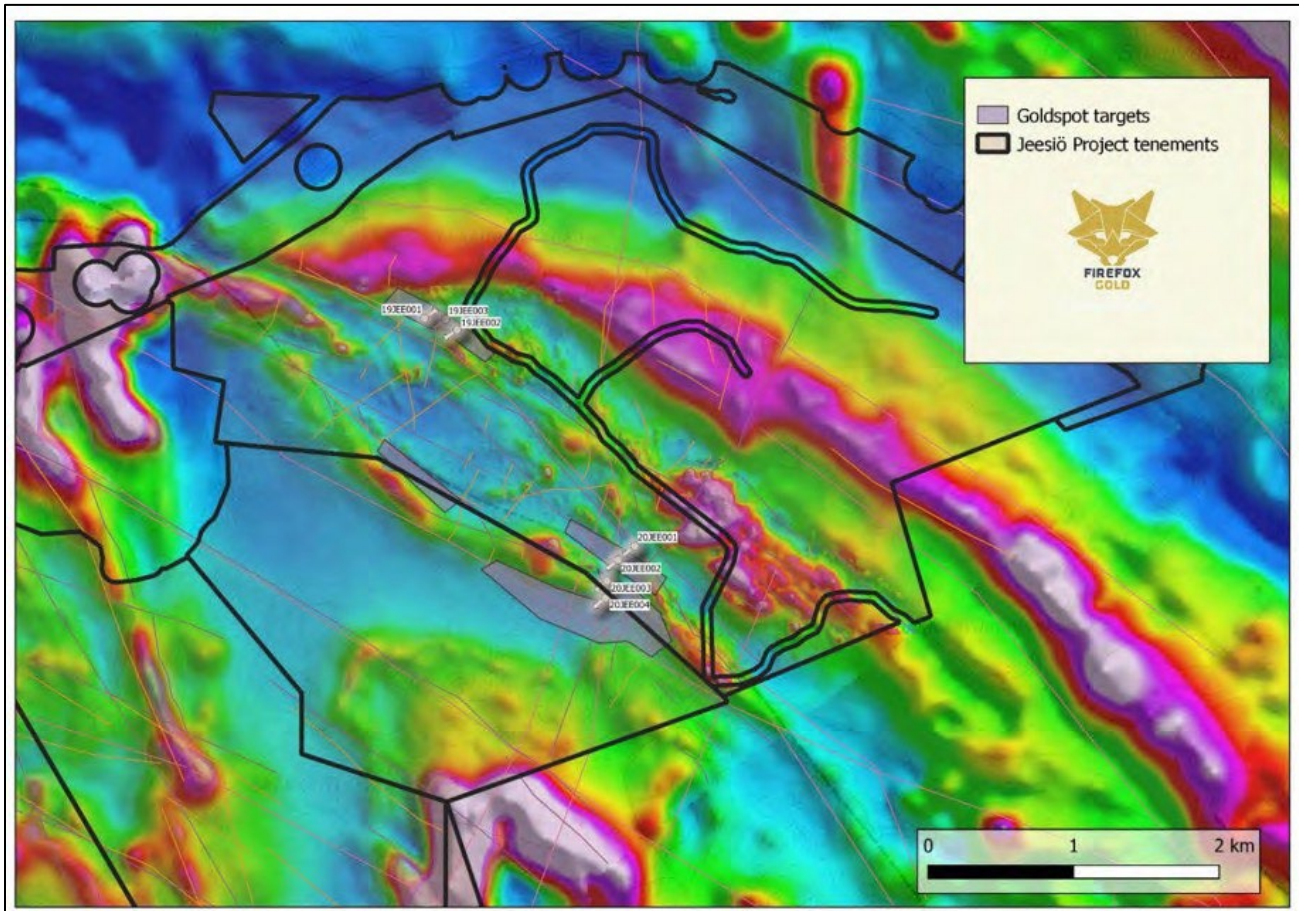 Goldspot targets
Jeesiö Project tenements
FIREFOX
GOLD
19JEE001
19JEE003
19JEE002
20JEE001
20JEE002
20JEE003
20JEE004
0 1 2 km